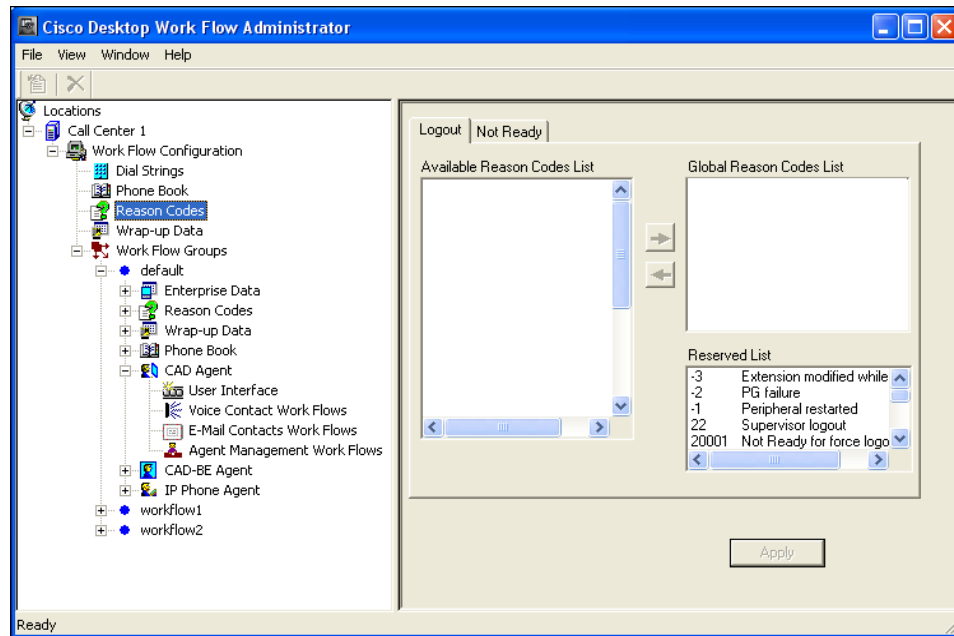 Cisco Desktop Work Flow Administrator
File View Window Help
Locations
Call Center 1
Work Flow Configuration
Dial Strings
Phone Book
Reason Codes
Wrap-up Data
Work Flow Groups
default
Enterprise Data
Reason Codes
Wrap-up Data
Phone Book
CAD Agent
User Interface
Voice Contact Work Flows
E-Mail Contacts Work Flows
Agent Management Work Flows
CAD-BE Agent
IP Phone Agent
workflow1
workflow2
Logout Not Ready
Available Reason Codes List
Global Reason Codes List
Reserved List
-3 Extension modified while
-2 PG failure
-1 Peripheral restarted
22 Supervisor logout
20001 Not Ready for force logo
Apply
Ready